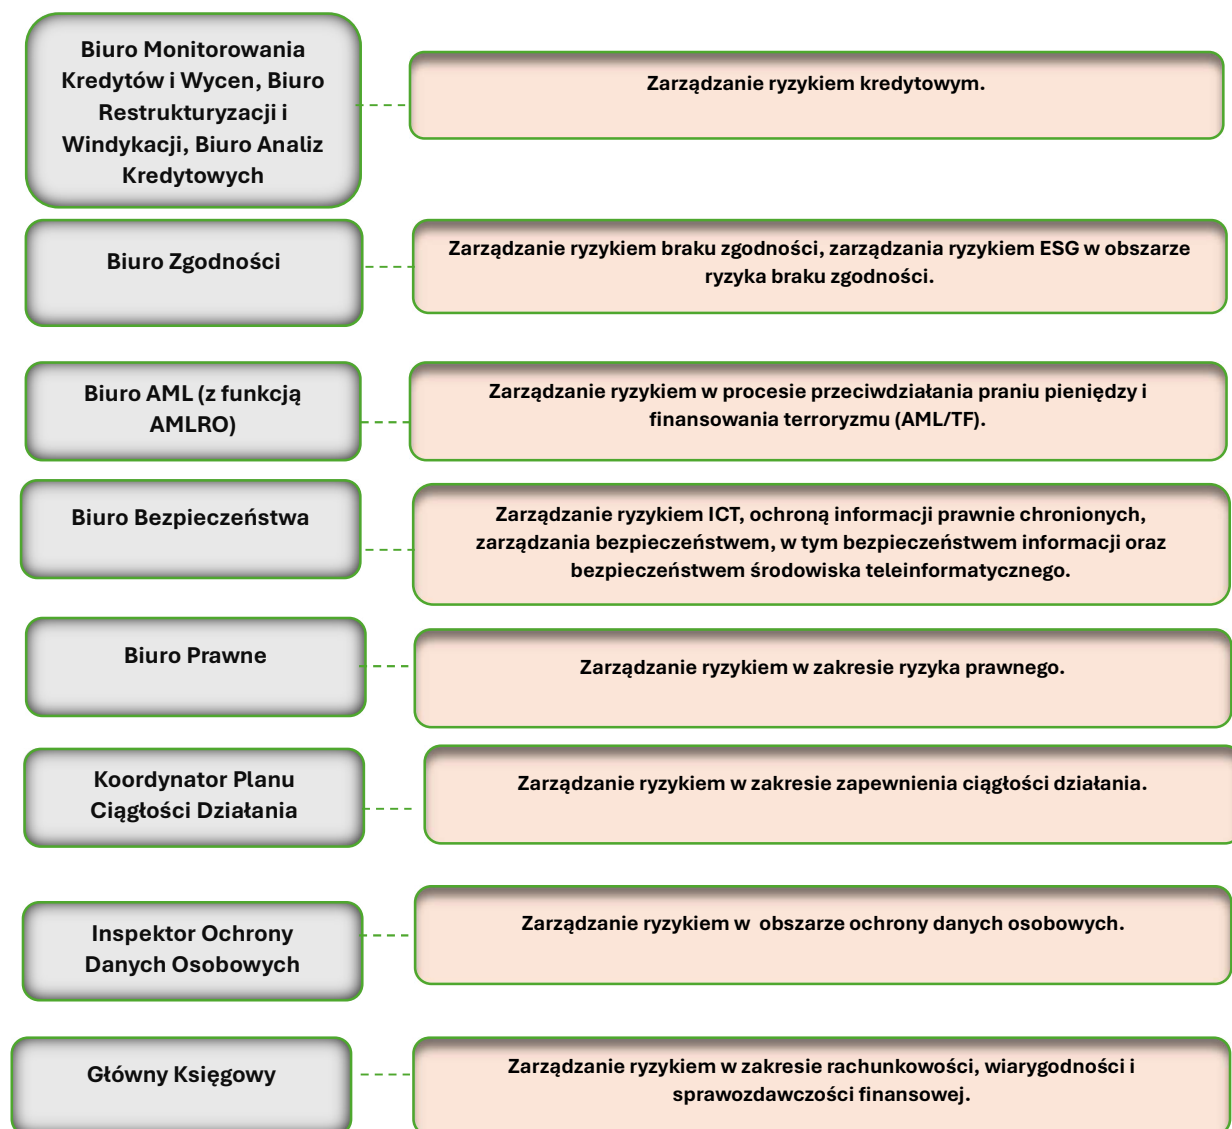 Biuro Monitorowania
Kredytów i Wycen, Biuro
Restrukturyzacji i
Windykacji, Biuro Analiz
Kredytowych
Zarządzanie ryzykiem kredytowym.
Biuro Zgodności
Zarządzanie ryzykiem braku zgodności, zarządzania ryzykiem ESG w obszarze
ryzyka braku zgodności.
Biuro AML (z funkcją
AMLRO)
Zarządzanie ryzykiem w procesie przeciwdziałania praniu pieniędzy i
finansowania terroryzmu (AML/TF).
Biuro Bezpieczeństwa
Zarządzanie ryzykiem ICT, ochroną informacji prawnie chronionych,
zarządzania bezpieczeństwem, w tym bezpieczeństwem informacji oraz
bezpieczeństwem środowiska teleinformatycznego.
Biuro Prawne
Zarządzanie ryzykiem w zakresie ryzyka prawnego.
Koordynator Planu
Ciągłości Działania
Zarządzanie ryzykiem w zakresie zapewnienia ciągłości działania.
Inspektor Ochrony
Danych Osobowych
Zarządzanie ryzykiem w  obszarze ochrony danych osobowych.
Główny Księgowy
Zarządzanie ryzykiem w zakresie rachunkowości, wiarygodności i
sprawozdawczości finansowej.